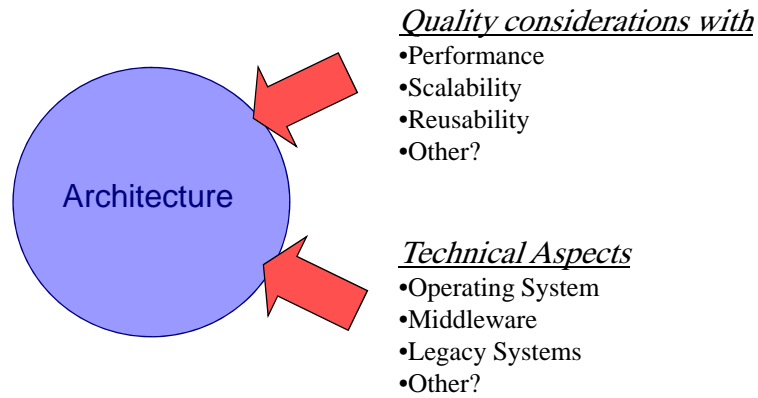 Quality considerations with
•Performance
•Scalability
•Reusability
•Other?
Architecture
Technical Aspects
•Operating System
•Middleware
•Legacy Systems
•Other?